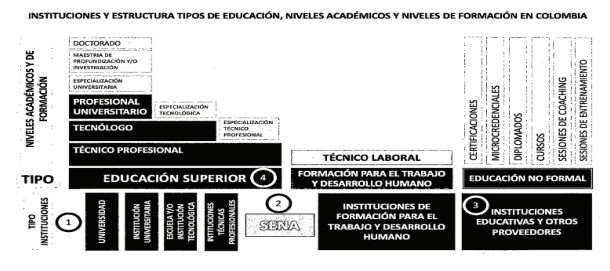 INSTITUCIONES Y ESTRUCTURA TIPOS DE EDUCACIÓN, NIVELES ACADÉMICOS Y NIVELES DE FORMACIÓN EN COLOMBIA
NIVELES ACADÉMICOS Y DE
FORMACIÓN
DOCTORADO
MAESTRIA DE
PROFUNDIZACIÓN Y/O
INVESTIGACIÓN
ESPECIALIZACIÓN
UNIVERSITARIA
PROFESIONAL
UNIVERSITARIO
ESPECIALIZACIÓN
TECNOLÓGICA
TECNÓLOGO
ESPECIALIZACIÓN
TÉCNICO
PROFESIONAL
TÉCNICO PROFESIONAL
TÉCNICO LABORAL
CERTIFICACIONES
MICROCREDENCIALES
DIPLOMADOS
CURSOS
SESIONES DE COACHING
SESIONES DE ENTRENAMIENTO
TIPO
EDUCACIÓN SUPERIOR
4
FORMACIÓN PARA EL TRABAJO
Y DESARROLLO HUMANO
EDUCACIÓN NO FORMAL
TIPO
INSTITUCIONES
1
UNIVERSIDAD
INSTITUCIÓN
UNIVERSITARIA
ESCUELA Y/O
INSTITUCIÓN
TECNOLÓGICA
INTITUCIONES
TÉCNICAS
PROFESIONALES
2
SENA
INSTITUCIONES DE
FORMACIÓN PARA EL
TRABAJO Y DESARROLLO
HUMANO
3
INSTITUCIONES
EDUCATIVAS Y OTROS
PROVEEDORES